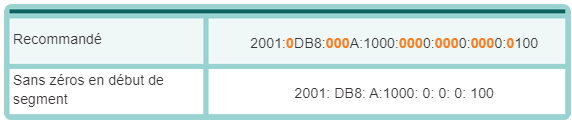 Recommandé
2001:0DB8:000A:1000:0000:0000:0000:0100
Sans zéros en début de
segment
2001: DB8: A:1000: 0: 0: 0: 100